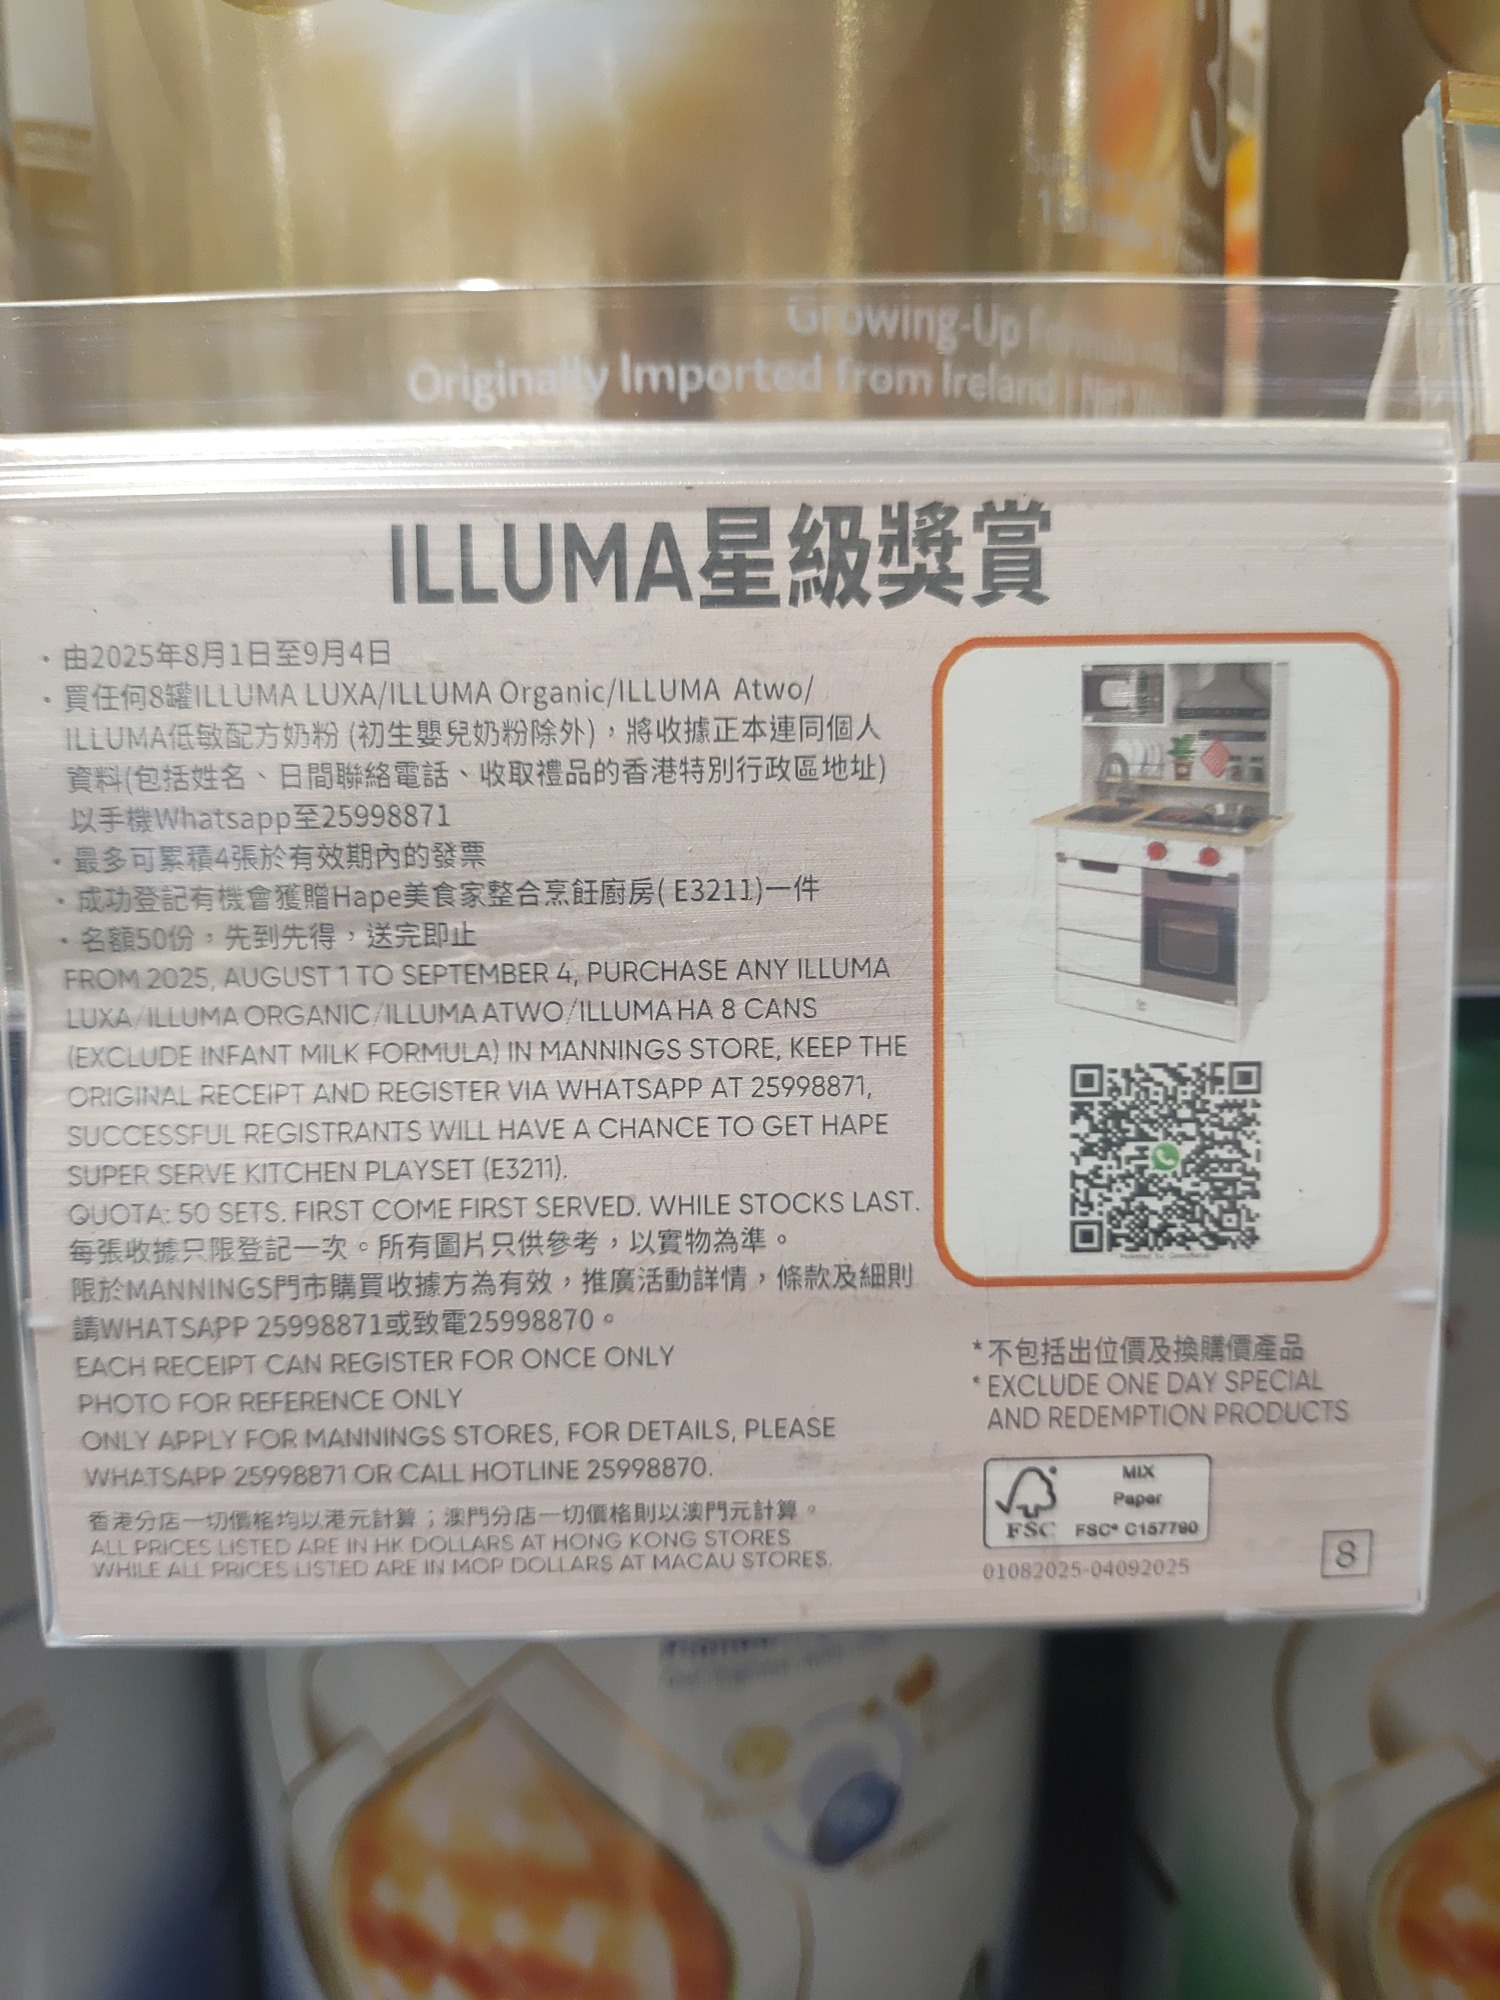 Growing-Up
Originally Imported from Ireland
ILLUMA星級獎賞
・由2025年8月1日至9月4日
・買任何8罐ILLUMA LUXA/ILLUMA Organic/ILLUMA Atwo/
ILLUMA低敏配方奶粉 (初生嬰兒奶粉除外)，將收據正本連同個人
資料(包括姓名、日間聯絡電話、收取禮品的香港特別行政區地址)
以手機Whatsapp至25998871
・最多可累積4張於有效期內的發票
・成功登記有機會獲贈Hape美食家整合烹飪廚房( E3211)一件
・名額50份，先到先得，送完即止
FROM 2025, AUGUST 1 TO SEPTEMBER 4, PURCHASE ANY ILLUMA
LUXA/ILLUMA ORGANIC/ILLUMA ATWO/ILLUMA HA 8 CANS
(EXCLUDE INFANT MILK FORMULA) IN MANNINGS STORE, KEEP THE
ORIGINAL RECEIPT AND REGISTER VIA WHATSAPP AT 25998871,
SUCCESSFUL REGISTRANTS WILL HAVE A CHANCE TO GET HAPE
SUPER SERVE KITCHEN PLAYSET (E3211).
QUOTA: 50 SETS. FIRST COME FIRST SERVED. WHILE STOCKS LAST.
每張收據只限登記一次。所有圖片只供參考，以實物為準。
限於MANNINGS門市購買收據方為有效，推廣活動詳情，條款及細則
請WHATSAPP 25998871或致電25998870。
EACH RECEIPT CAN REGISTER FOR ONCE ONLY
PHOTO FOR REFERENCE ONLY
ONLY APPLY FOR MANNINGS STORES, FOR DETAILS, PLEASE
WHATSAPP 25998871 OR CALL HOTLINE 25998870.
香港分店一切價格均以港元計算；澳門分店一切價格則以澳門元計算。
ALL PRICES LISTED ARE IN HK DOLLARS AT HONG KONG STORES
WHILE ALL PRICES LISTED ARE IN MOP DOLLARS AT MACAU STORES.
*不包括出位價及換購價產品
*EXCLUDE ONE DAY SPECIAL
AND REDEMPTION PRODUCTS
MIX
Paper
FSC FSC® C157790
01082025-04092025
8